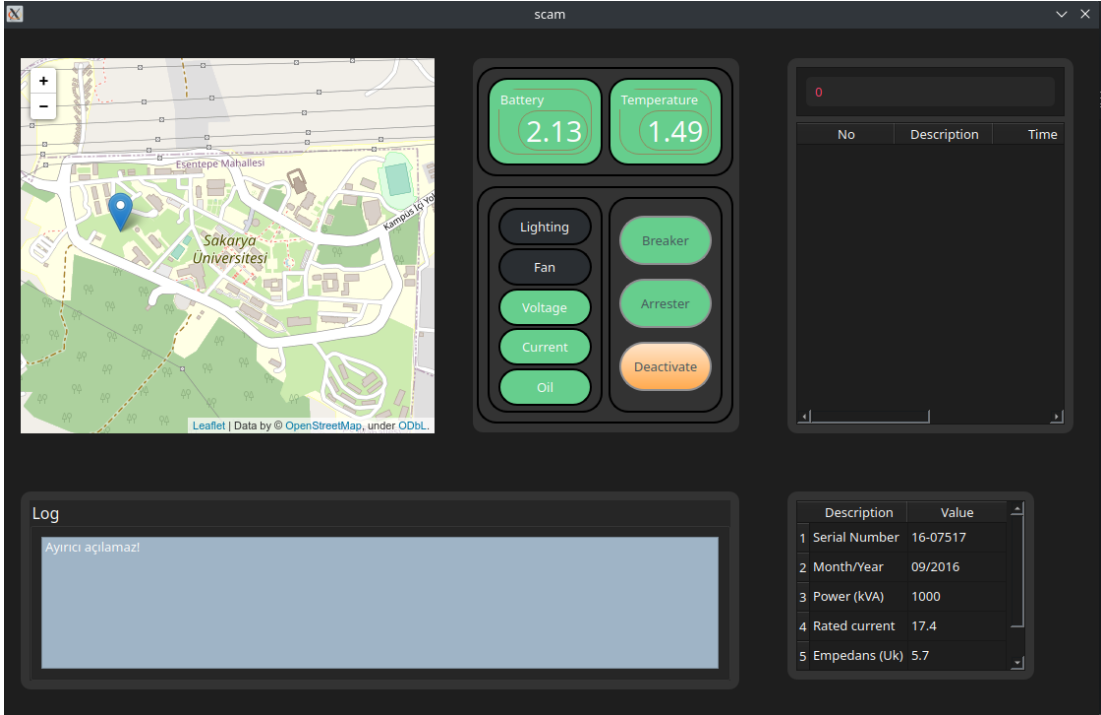 scam
+
−
Esentepe Mahallesi
Kampüs İçi Yol
Sakarya
Üniversitesi
Leaflet | Data by © OpenStreetMap, under ODbL.
Battery
2.13
Temperature
1.49
Lighting
Fan
Voltage
Current
Oil
Breaker
Arrester
Deactivate
0
No Description Time
Log
Ayırıcı açılamaz!
Description Value
1 Serial Number 16-07517
2 Month/Year 09/2016
3 Power (kVA) 1000
4 Rated current 17.4
5 Empedans (Uk) 5.7